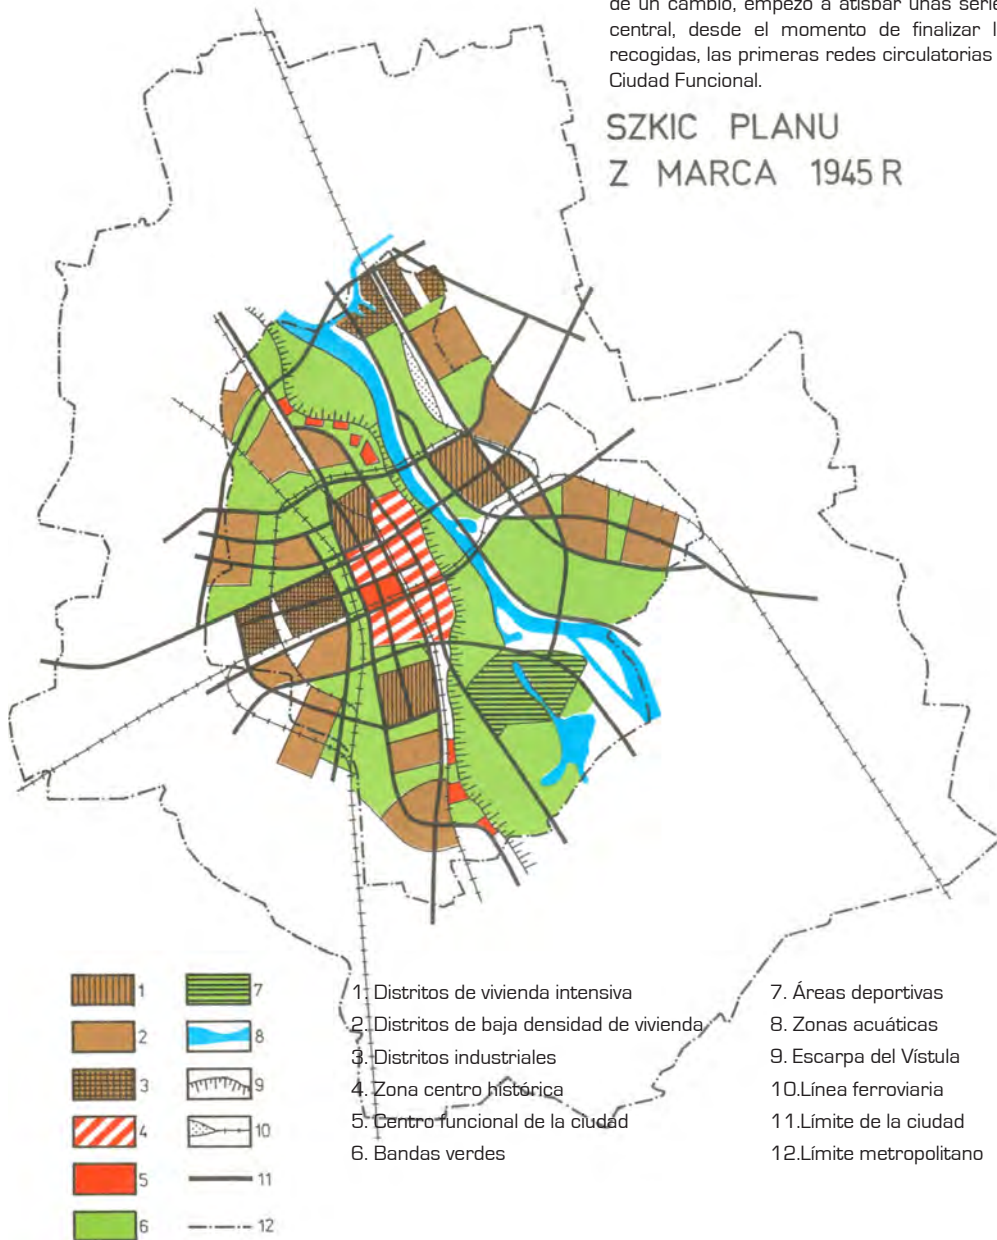 de un cambio, empezó a atisbar unas serie
central, desde el momento de finalizar l
recogidas, las primeras redes circulatorias
Ciudad Funcional.
SZKIC PLANU
Z MARCA 1945 R
1
2
3
4
5
6
7
8
9
10
11
12
1. Distritos de vivienda intensiva
2. Distritos de baja densidad de vivienda
3. Distritos industriales
4. Zona centro histórica
5. Centro funcional de la ciudad
6. Bandas verdes
7. Áreas deportivas
8. Zonas acuáticas
9. Escarpa del Vístula
10.Línea ferroviaria
11.Límite de la ciudad
12.Límite metropolitano